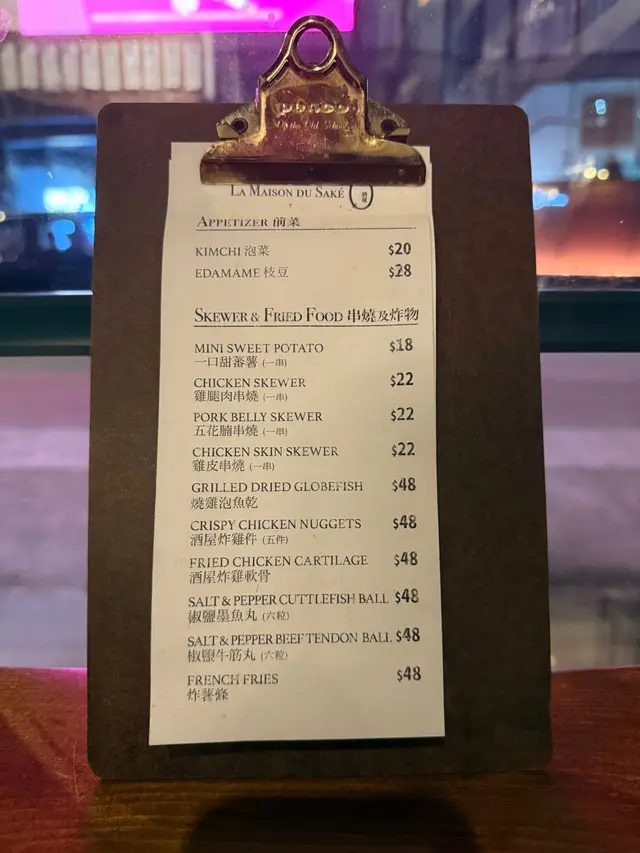 penco
LA MAISON DU SAKÉ
APPETIZER 前菜
KIMCHI 泡菜 $20
EDAMAME 枝豆 $28
SKEWER & FRIED FOOD 串燒及炸物
MINI SWEET POTATO $18
一口甜蕃薯 (一串)
CHICKEN SKEWER $22
雞腿肉串燒 (一串)
PORK BELLY SKEWER $22
五花腩串燒 (一串)
CHICKEN SKIN SKEWER $22
雞皮串燒 (一串)
GRILLED DRIED GLOBEFISH $48
燒雞泡魚乾
CRISPY CHICKEN NUGGETS $48
酒屋炸雞件 (五件)
FRIED CHICKEN CARTILAGE $48
酒屋炸雞軟骨
SALT & PEPPER CUTTLEFISH BALL $48
椒鹽墨魚丸 (六粒)
SALT & PEPPER BEEF TENDON BALL $48
椒鹽牛筋丸 (六粒)
FRENCH FRIES $48
炸薯條